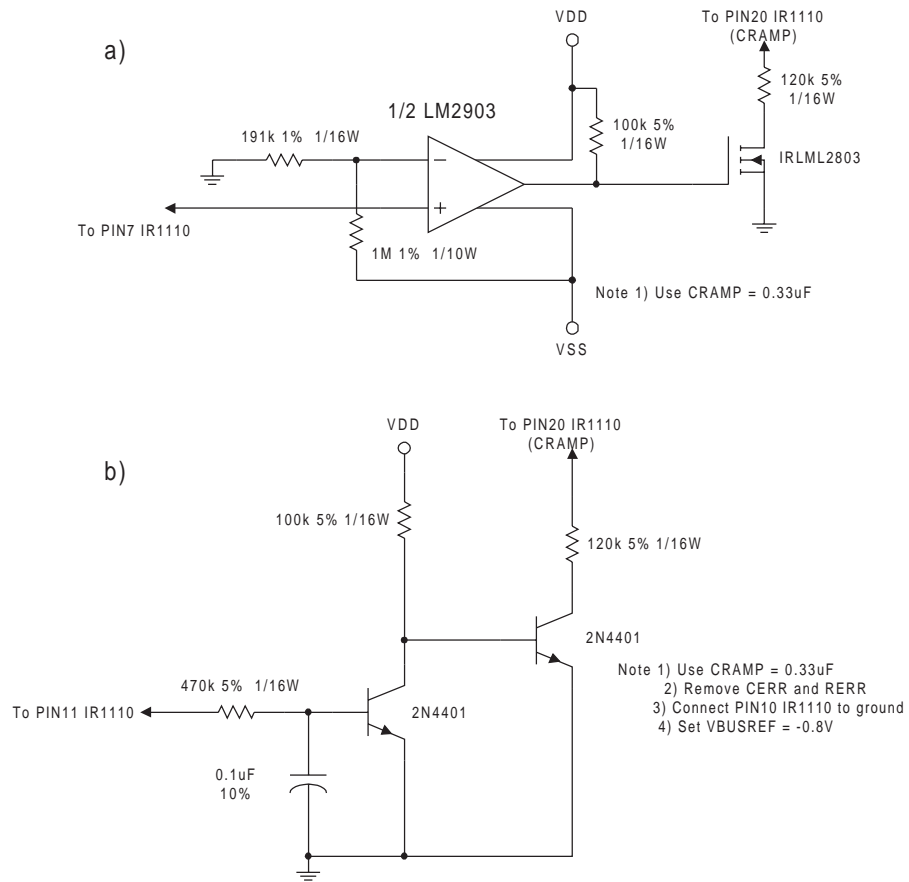 a)
VDD
To PIN20 IR1110
(CRAMP)
120k 5%
1/16W
1/2 LM2903
100k 5%
1/16W
191k 1% 1/16W
IRLML2803
To PIN7 IR1110
1M 1% 1/10W
Note 1) Use CRAMP = 0.33uF
VSS
b)
VDD
To PIN20 IR1110
(CRAMP)
100k 5% 1/16W
120k 5% 1/16W
2N4401
470k 5% 1/16W
To PIN11 IR1110
2N4401
0.1uF
10%
Note 1) Use CRAMP = 0.33uF
2) Remove CERR and RERR
3) Connect PIN10 IR1110 to ground
4) Set VBUSREF = -0.8V